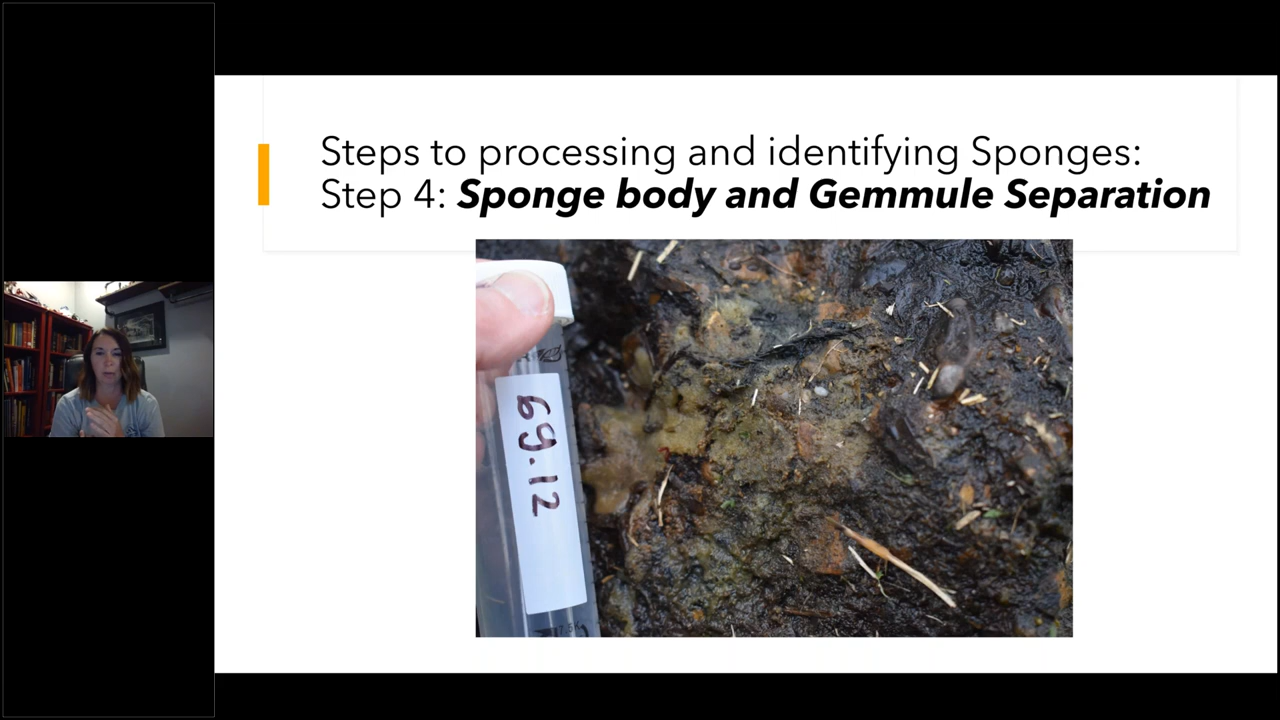 Steps to processing and identifying Sponges:
Step 4: Sponge body and Gemmule Separation
69.12